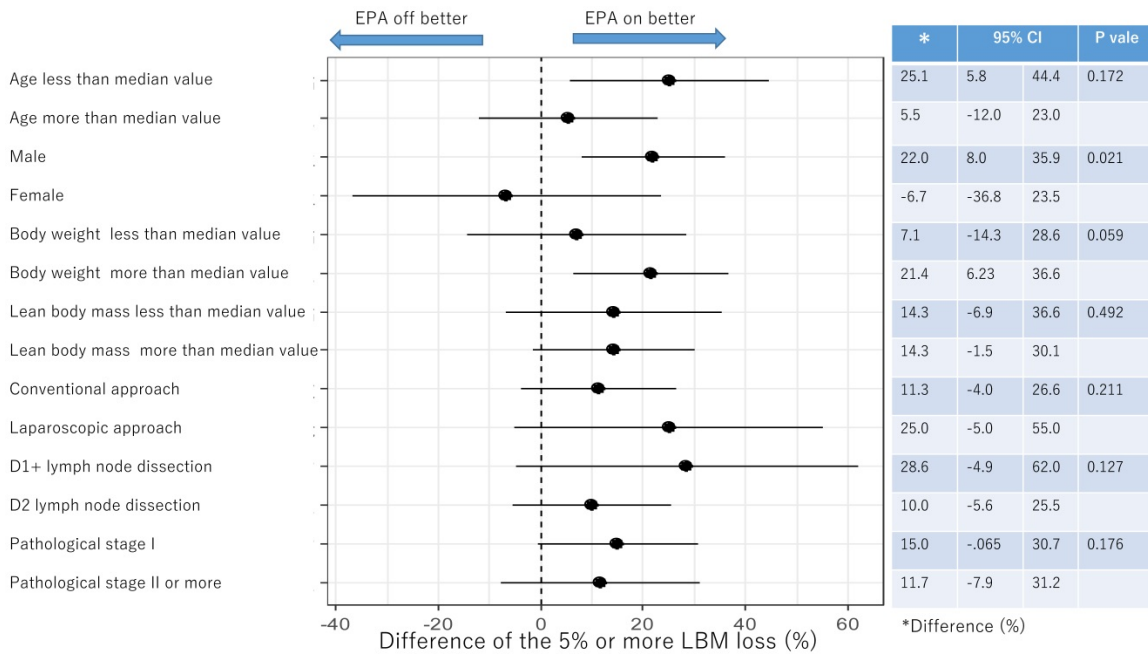 EPA off better EPA on better
* 95% CI P vale
Age less than median value 25.1 5.8 44.4 0.172
Age more than median value 5.5 -12.0 23.0
Male 22.0 8.0 35.9 0.021
Female -6.7 -36.8 23.5
Body weight less than median value 7.1 -14.3 28.6 0.059
Body weight more than median value 21.4 6.23 36.6
Lean body mass less than median value 14.3 -6.9 36.6 0.492
Lean body mass more than median value 14.3 -1.5 30.1
Conventional approach 11.3 -4.0 26.6 0.211
Laparoscopic approach 25.0 -5.0 55.0
D1+ lymph node dissection 28.6 -4.9 62.0 0.127
D2 lymph node dissection 10.0 -5.6 25.5
Pathological stage I 15.0 -.065 30.7 0.176
Pathological stage II or more 11.7 -7.9 31.2
-40 -20 0 20 40 60
Difference of the 5% or more LBM loss (%)
*Difference (%)